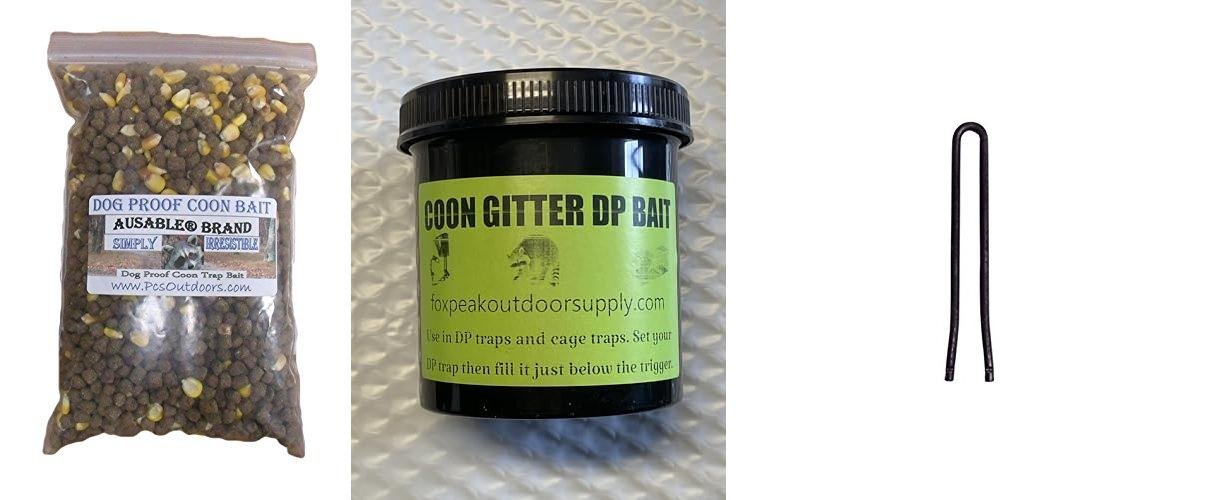 DOG PROOF COON BAIT
AUSABLE® BRAND
SIMPLY IRRESISTIBLE
Dog Proof Coon Trap Bait
www.PcsOutdoors.com
COON GITTER DP BAIT
foxpeakoutdoorsupply.com
Use in DP traps and cage traps. Set your
DP trap then fill it just below the trigger.